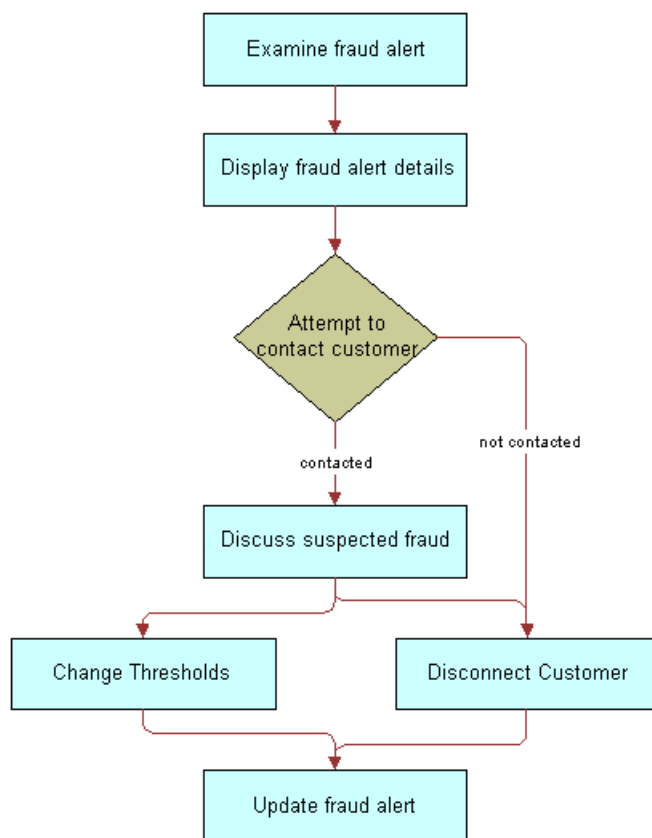 Examine fraud alert
Display fraud alert details
Attempt to
contact customer
contacted
not contacted
Discuss suspected fraud
Change Thresholds
Disconnect Customer
Update fraud alert